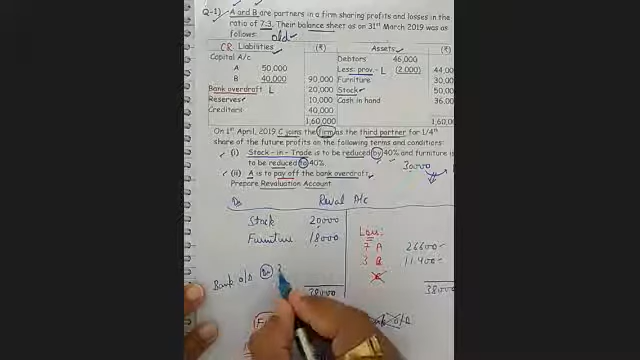 Q-1) A and B are partners in a firm sharing profits and losses in the
ratio of 7:3. Their balance sheet as on 31st March 2019 was
as follows: old
CR. Liabilities (₹) Assets (₹)
Capital A/c Debtors 46,000
A 50,000 Less: prov. L (2,000) 44,00
B 40,000 90,000 Furniture 30,00
Bank overdraft L 20,000 Stock 50,00
Reserves 10,000 Cash in hand 36,00
Creditors 40,000
1,60,000 1,60,00
On 1st April, 2019 C joins the firm as the third partner for 1/4th
share of the future profits on the following terms and conditions:
(i) Stock-in-Trade is to be reduced by 40% and furniture is
to be reduced to 40%. 30000
(ii) A is to pay off the bank overdraft.
Prepare Revaluation Account.
Dr Reval A/c
Stock 20000
Furniture 18000
Loss:
7 A 26600
3 B 11400
C
Bank o/d
38000 38000